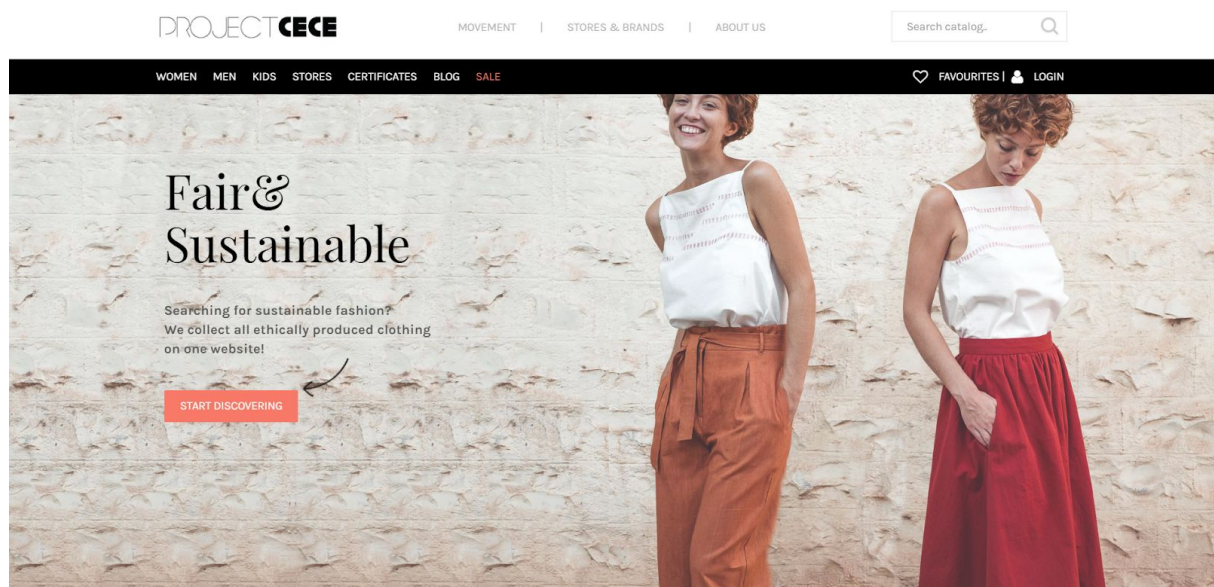 PROJECTCECE
MOVEMENT | STORES & BRANDS | ABOUT US
Search catalog..
WOMEN MEN KIDS STORES CERTIFICATES BLOG SALE
FAVOURITES | LOGIN
Fair&
Sustainable
Searching for sustainable fashion?
We collect all ethically produced clothing
on one website!
START DISCOVERING